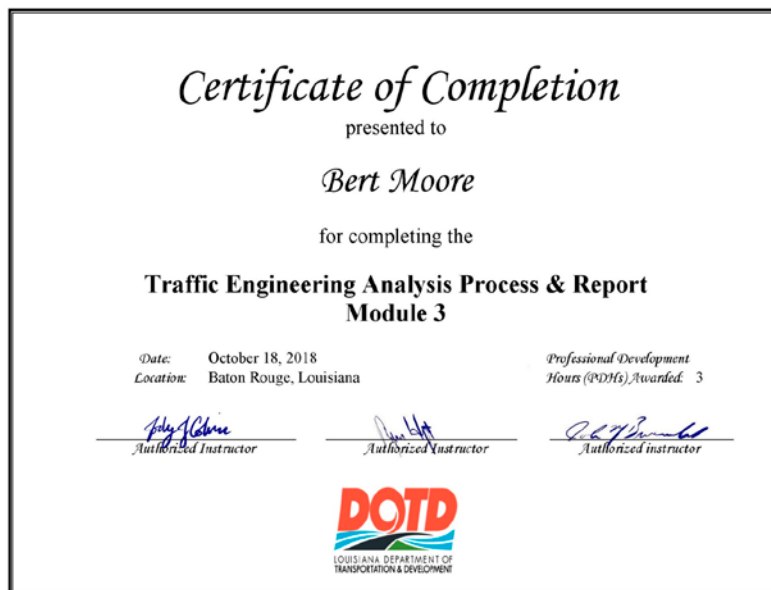 Certificate of Completion
presented to
Bert Moore
for completing the
Traffic Engineering Analysis Process & Report
Module 3
Date: October 18, 2018
Location: Baton Rouge, Louisiana
Professional Development
Hours (PDHs) Awarded: 3
Authorized Instructor
Authorized Instructor
Authorized instructor
DOTD
LOUISIANA DEPARTMENT OF
TRANSPORTATION & DEVELOPMENT